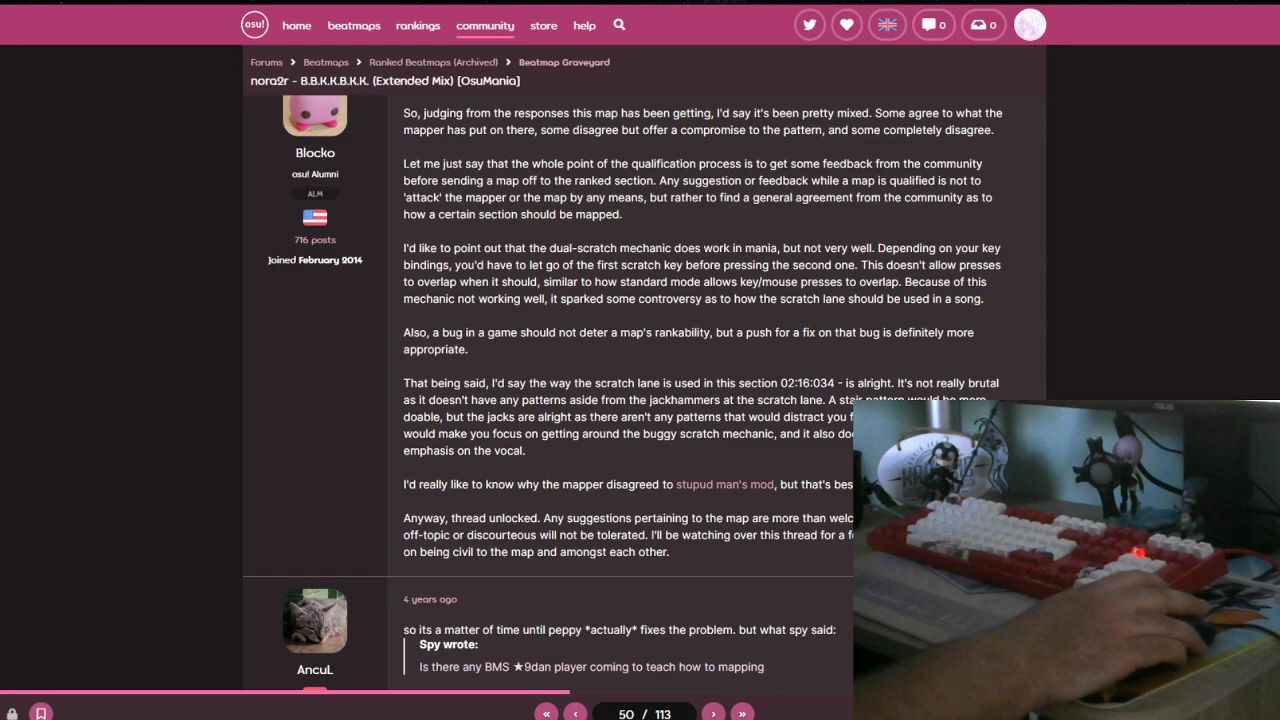 osu!
home
beatmaps
rankings
community
store
help
0
0
Forums
Beatmaps
Ranked Beatmaps (Archived)
Beatmap Graveyard
nora2r - B.B.K.K.B.K.K. (Extended Mix) [OsuMania]
Blocko
osu! Alumni
ALM
716 posts
Joined February 2014
So, judging from the responses this map has been getting, I'd say it's been pretty mixed. Some agree to what the
mapper has put on there, some disagree but offer a compromise to the pattern, and some completely disagree.
Let me just say that the whole point of the qualification process is to get some feedback from the community
before sending a map off to the ranked section. Any suggestion or feedback while a map is qualified is not to
'attack' the mapper or the map by any means, but rather to find a general agreement from the community as to
how a certain section should be mapped.
I'd like to point out that the dual-scratch mechanic does work in mania, but not very well. Depending on your key
bindings, you'd have to let go of the first scratch key before pressing the second one. This doesn't allow presses
to overlap when it should, similar to how standard mode allows key/mouse presses to overlap. Because of this
mechanic not working well, it sparked some controversy as to how the scratch lane should be used in a song.
Also, a bug in a game should not deter a map's rankability, but a push for a fix on that bug is definitely more
appropriate.
That being said, I'd say the way the scratch lane is used in this section 02:16:034 - is alright. It's not really brutal
as it doesn't have any patterns aside from the jackhammers at the scratch lane. A stair pattern would be more
doable, but the jacks are alright as there aren't any patterns that would distract you f
would make you focus on getting around the buggy scratch mechanic, and it also doe
emphasis on the vocal.
I'd really like to know why the mapper disagreed to stupud man's mod, but that's bes
Anyway, thread unlocked. Any suggestions pertaining to the map are more than welc
off-topic or discourteous will not be tolerated. I'll be watching over this thread for a fe
on being civil to the map and amongst each other.
AncuL
4 years ago
so its a matter of time until peppy *actually* fixes the problem. but what spy said:
Spy wrote:
Is there any BMS ★9dan player coming to teach how to mapping
50 / 113